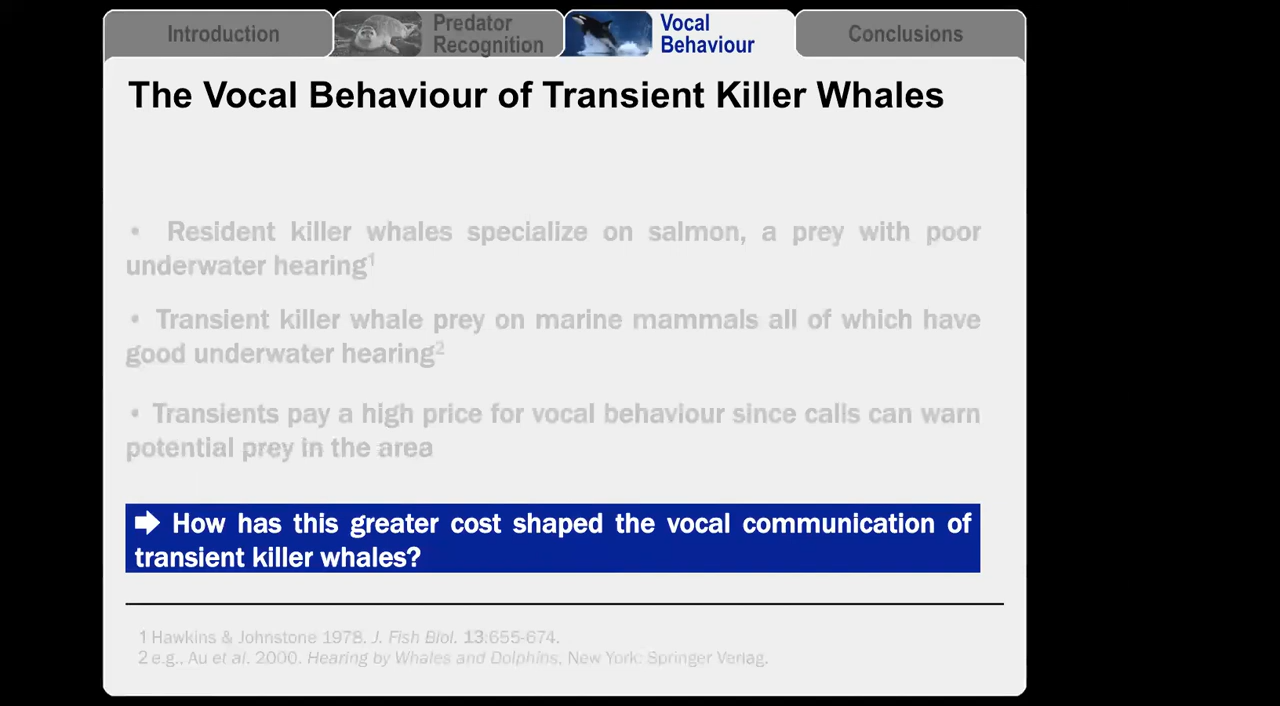 Introduction
Predator
Recognition
Vocal
Behaviour
Conclusions
The Vocal Behaviour of Transient Killer Whales
• Resident killer whales specialize on salmon, a prey with poor
underwater hearing¹
• Transient killer whale prey on marine mammals all of which have
good underwater hearing²
• Transients pay a high price for vocal behaviour since calls can warn
potential prey in the area
➡ How has this greater cost shaped the vocal communication of
transient killer whales?
1 Hawkins & Johnstone 1978. J. Fish Biol. 13:655-674.
2 e.g., Au et al. 2000. Hearing by Whales and Dolphins, New York: Springer Verlag.